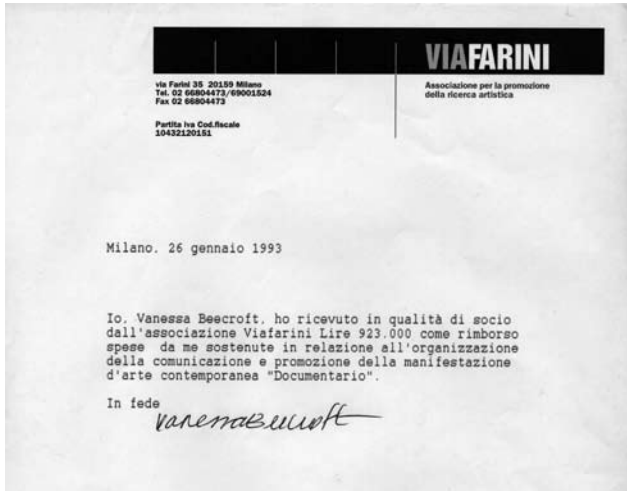 VIAFARINI
via Farini 35 20159 Milano
Tel. 02 66804473/69001524
Fax 02 66804473
Partita iva Cod.fiscale
10432120151
Associazione per la promozione
della ricerca artistica
Milano, 26 gennaio 1993
Io, Vanessa Beecroft, ho ricevuto in qualità di socio
dall'associazione Viafarini Lire 923.000 come rimborso
spese da me sostenute in relazione all'organizzazione
della comunicazione e promozione della manifestazione
d'arte contemporanea "Documentario".
In fede
Vanessa Beecroft